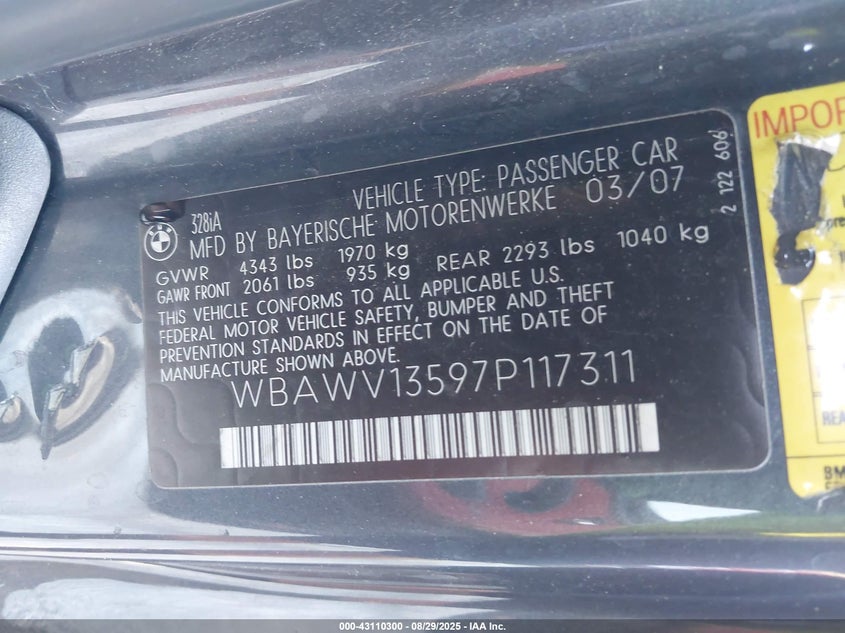 328iA
VEHICLE TYPE: PASSENGER CAR
MFD BY BAYERISCHE MOTORENWERKE 03/07
GVWR 4343 lbs 1970 kg
GAWR FRONT 2061 lbs 935 kg REAR 2293 lbs 1040 kg
THIS VEHICLE CONFORMS TO ALL APPLICABLE U.S.
FEDERAL MOTOR VEHICLE SAFETY, BUMPER AND THEFT
PREVENTION STANDARDS IN EFFECT ON THE DATE OF
MANUFACTURE SHOWN ABOVE.
WBAWV13597P117311
2 122 606
IMPOR
REA
BM
000-43110300 - 08/29/2025 - IAA Inc.